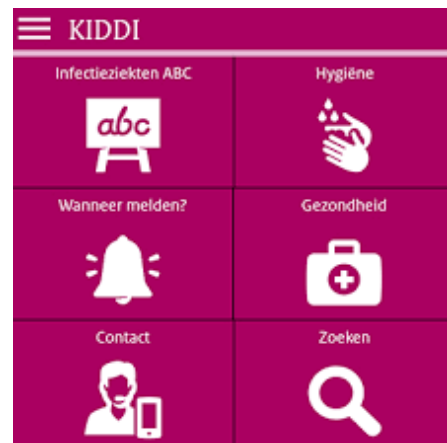 KIDDI
Infectieziekten ABC
Hygiëne
abc
Wanneer melden?
Gezondheid
Contact
Zoeken